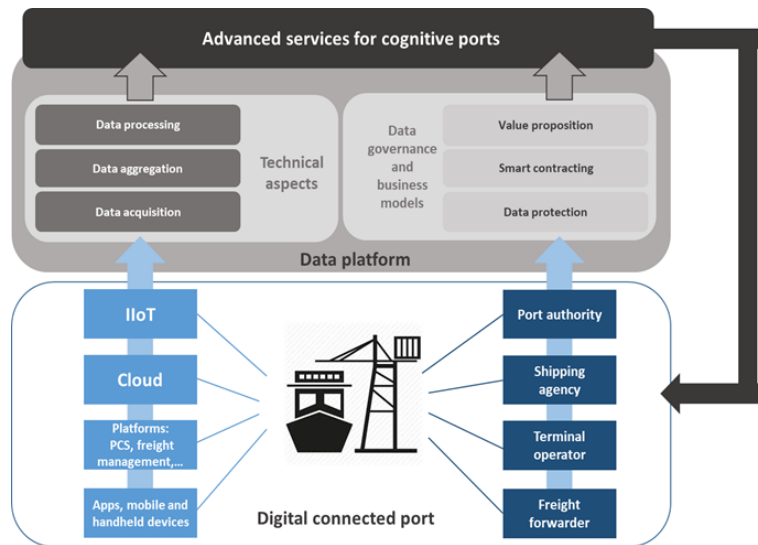 Advanced services for cognitive ports
Data processing
Data aggregation
Data acquisition
Technical
aspects
Data
governance
and
business
models
Value proposition
Smart contracting
Data protection
Data platform
IIoT
Cloud
Platforms:
PCS, freight
management,...
Apps, mobile and
handheld devices
Port authority
Shipping
agency
Terminal
operator
Freight
forwarder
Digital connected port